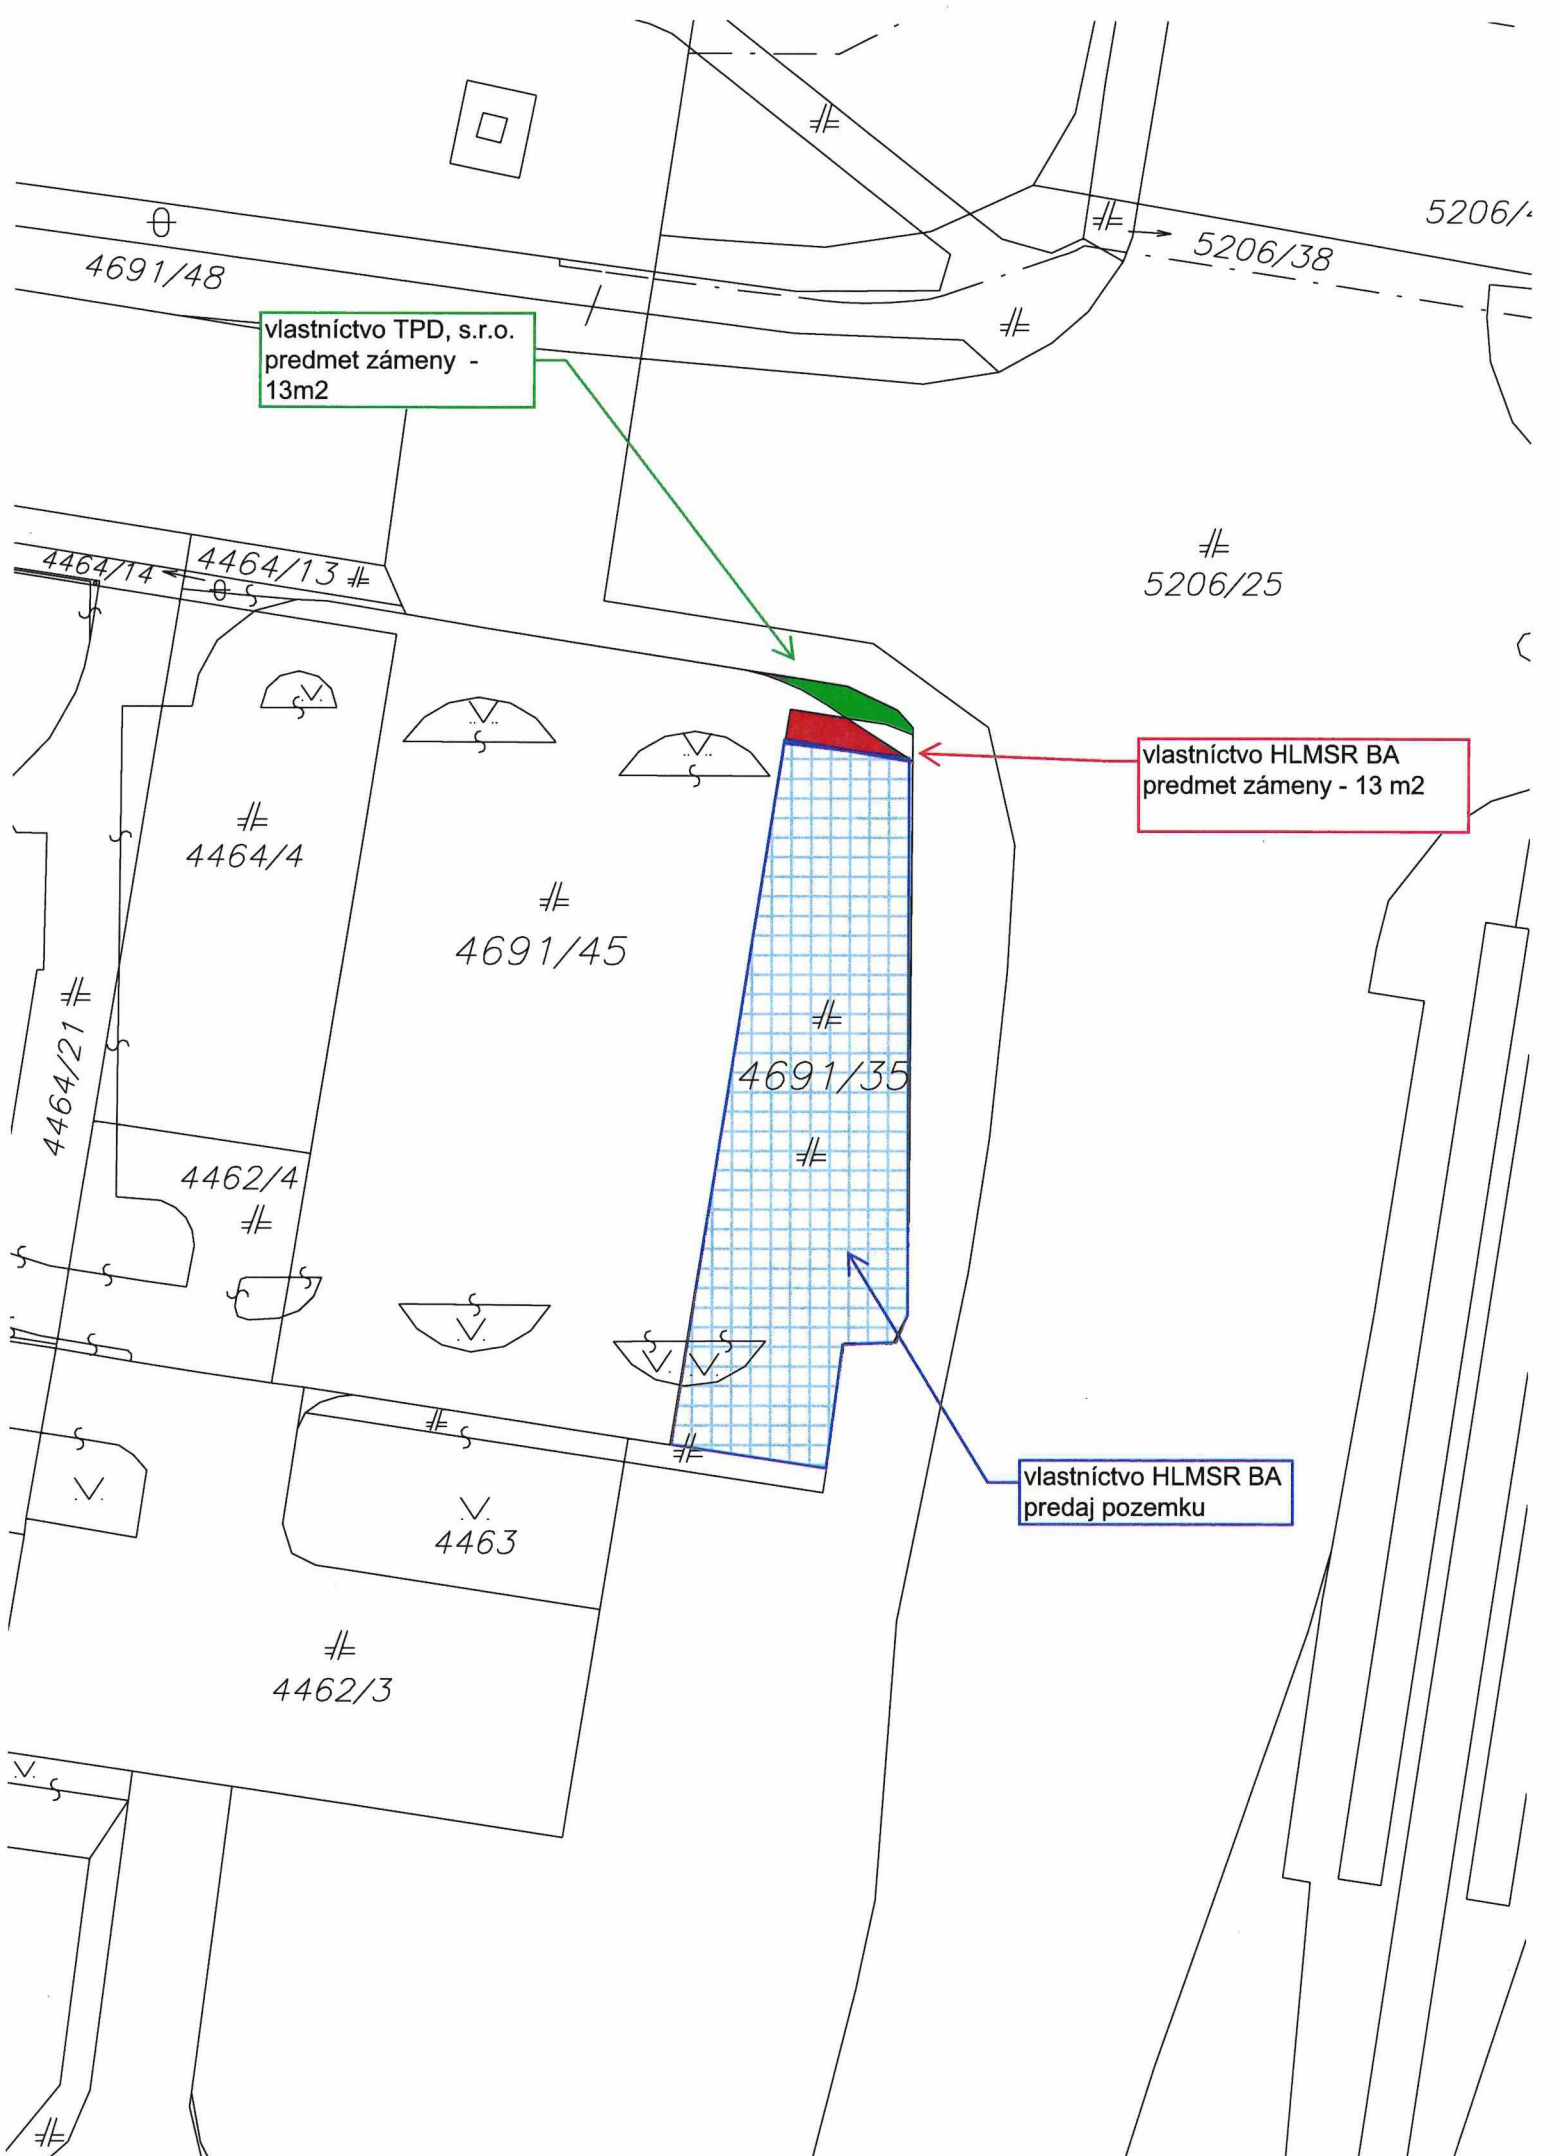 5206/4
5206/38
4691/48
vlastníctvo TPD, s.r.o.
predmet zámeny -
13m2
4464/14
4464/13
5206/25
vlastníctvo HLMSR BA
predmet zámeny - 13 m2
4464/4
4691/45
4464/21
4691/35
4462/4
vlastníctvo HLMSR BA
predaj pozemku
4463
4462/3